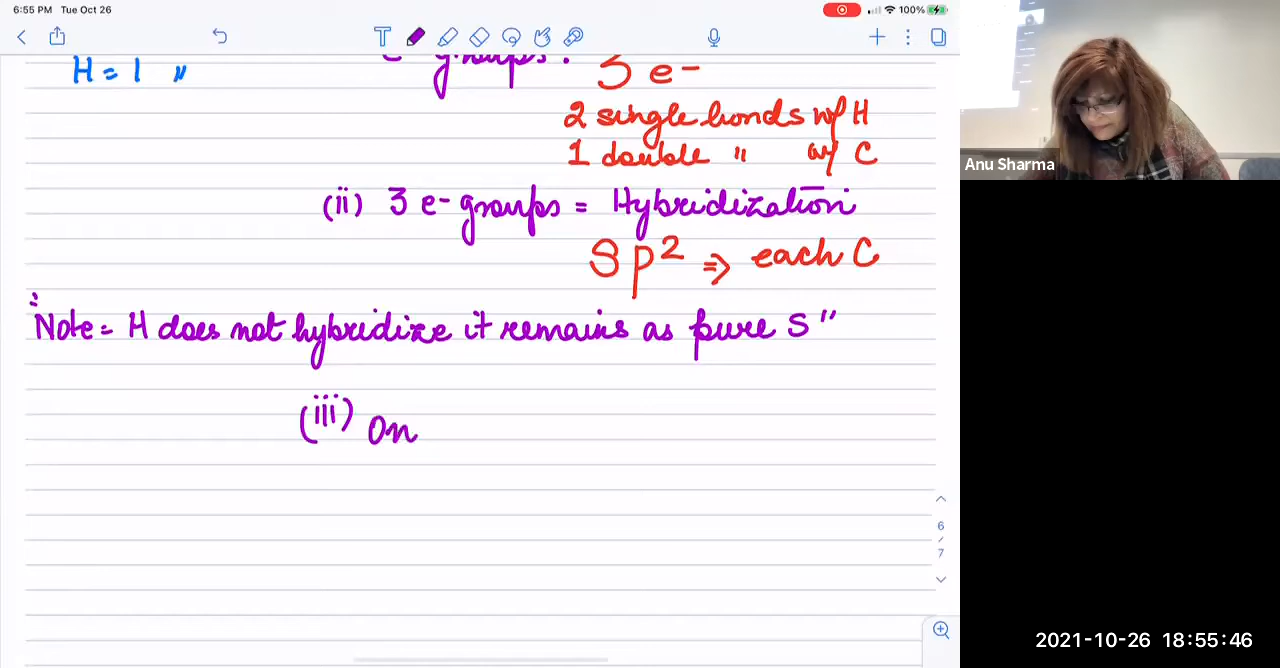 6:55 PM Tue Oct 26
100%
H = 1 "
e- groups.
3 e-
2 single bonds w/ H
1 double " w/ C
(ii) 3 e- groups = Hybridization
Sp² ⇒ each C
Note = H does not hybridize it remains as pure S "
(iii) On
6
7
Anu Sharma
2021-10-26 18:55:46